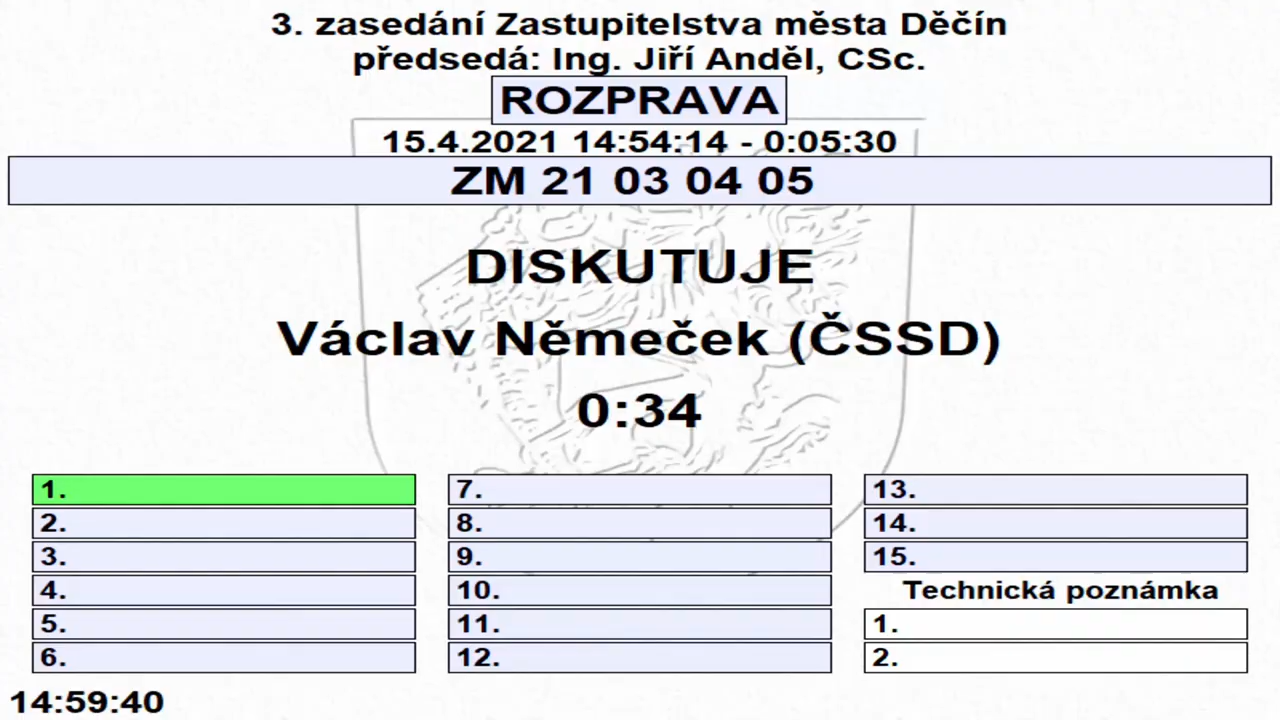 3. zasedání Zastupitelstva města Děčín
předsedá: Ing. Jiří Anděl, CSc.
ROZPRAVA
15.4.2021 14:54:14 - 0:05:30
ZM 21 03 04 05
DISKUTUJE
Václav Němeček (ČSSD)
0:34
1.
2.
3.
4.
5.
6.
7.
8.
9.
10.
11.
12.
13.
14.
15.
Technická poznámka
1.
2.
14:59:40